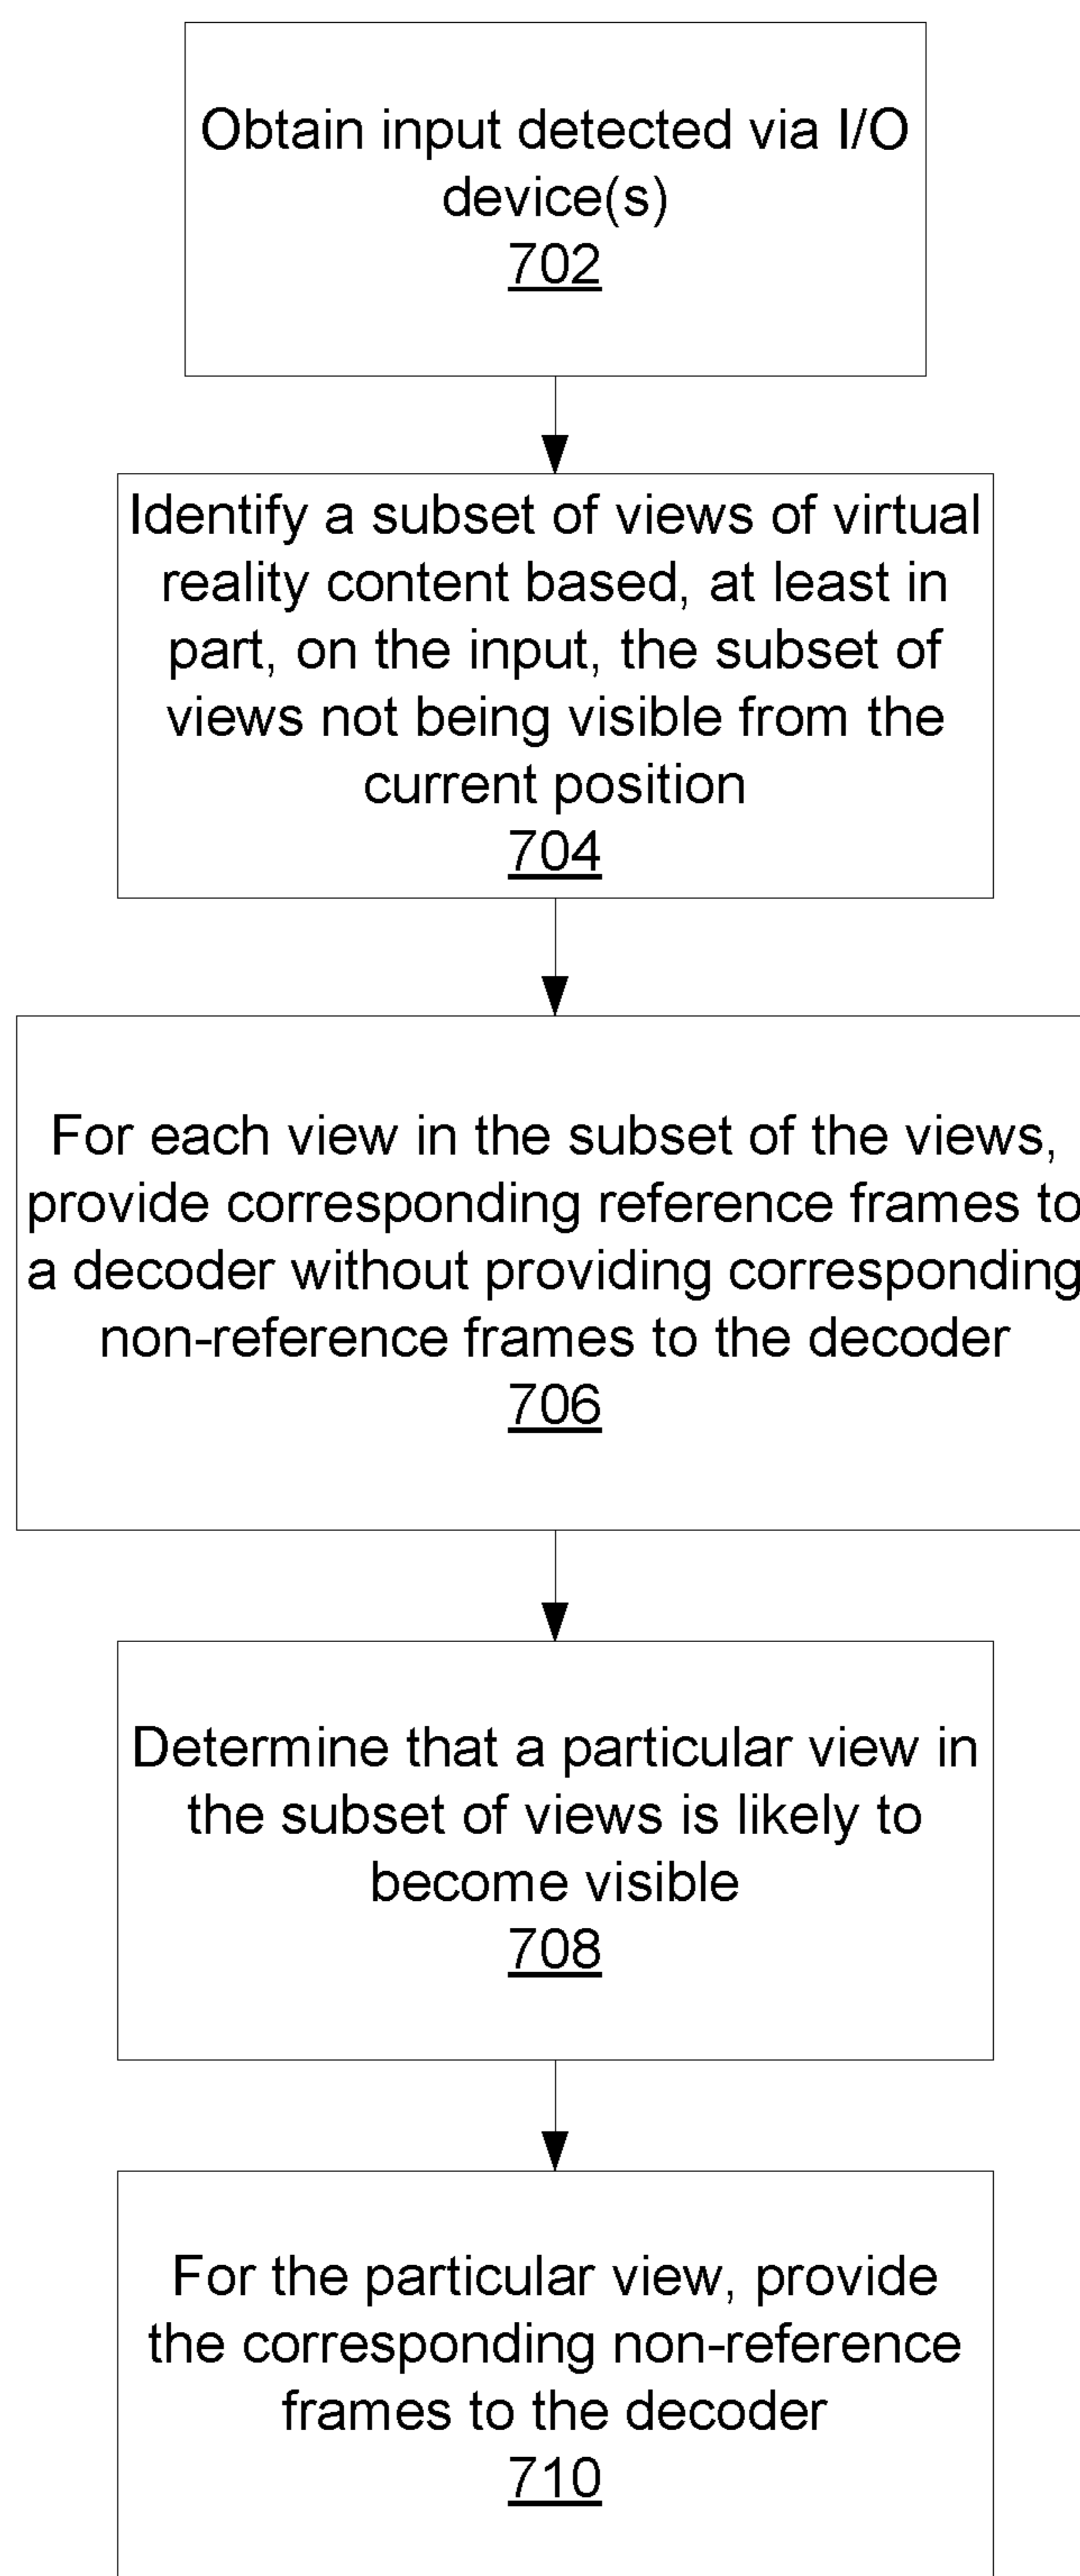 Obtain input detected via I/O
device(s)
702
Identify a subset of views of virtual
reality content based, at least in
part, on the input, the subset of
views not being visible from the
current position
704
For each view in the subset of the views,
provide corresponding reference frames to
a decoder without providing corresponding
non-reference frames to the decoder
706
Determine that a particular view in
the subset of views is likely to
become visible
708
For the particular view, provide
the corresponding non-reference
frames to the decoder
710